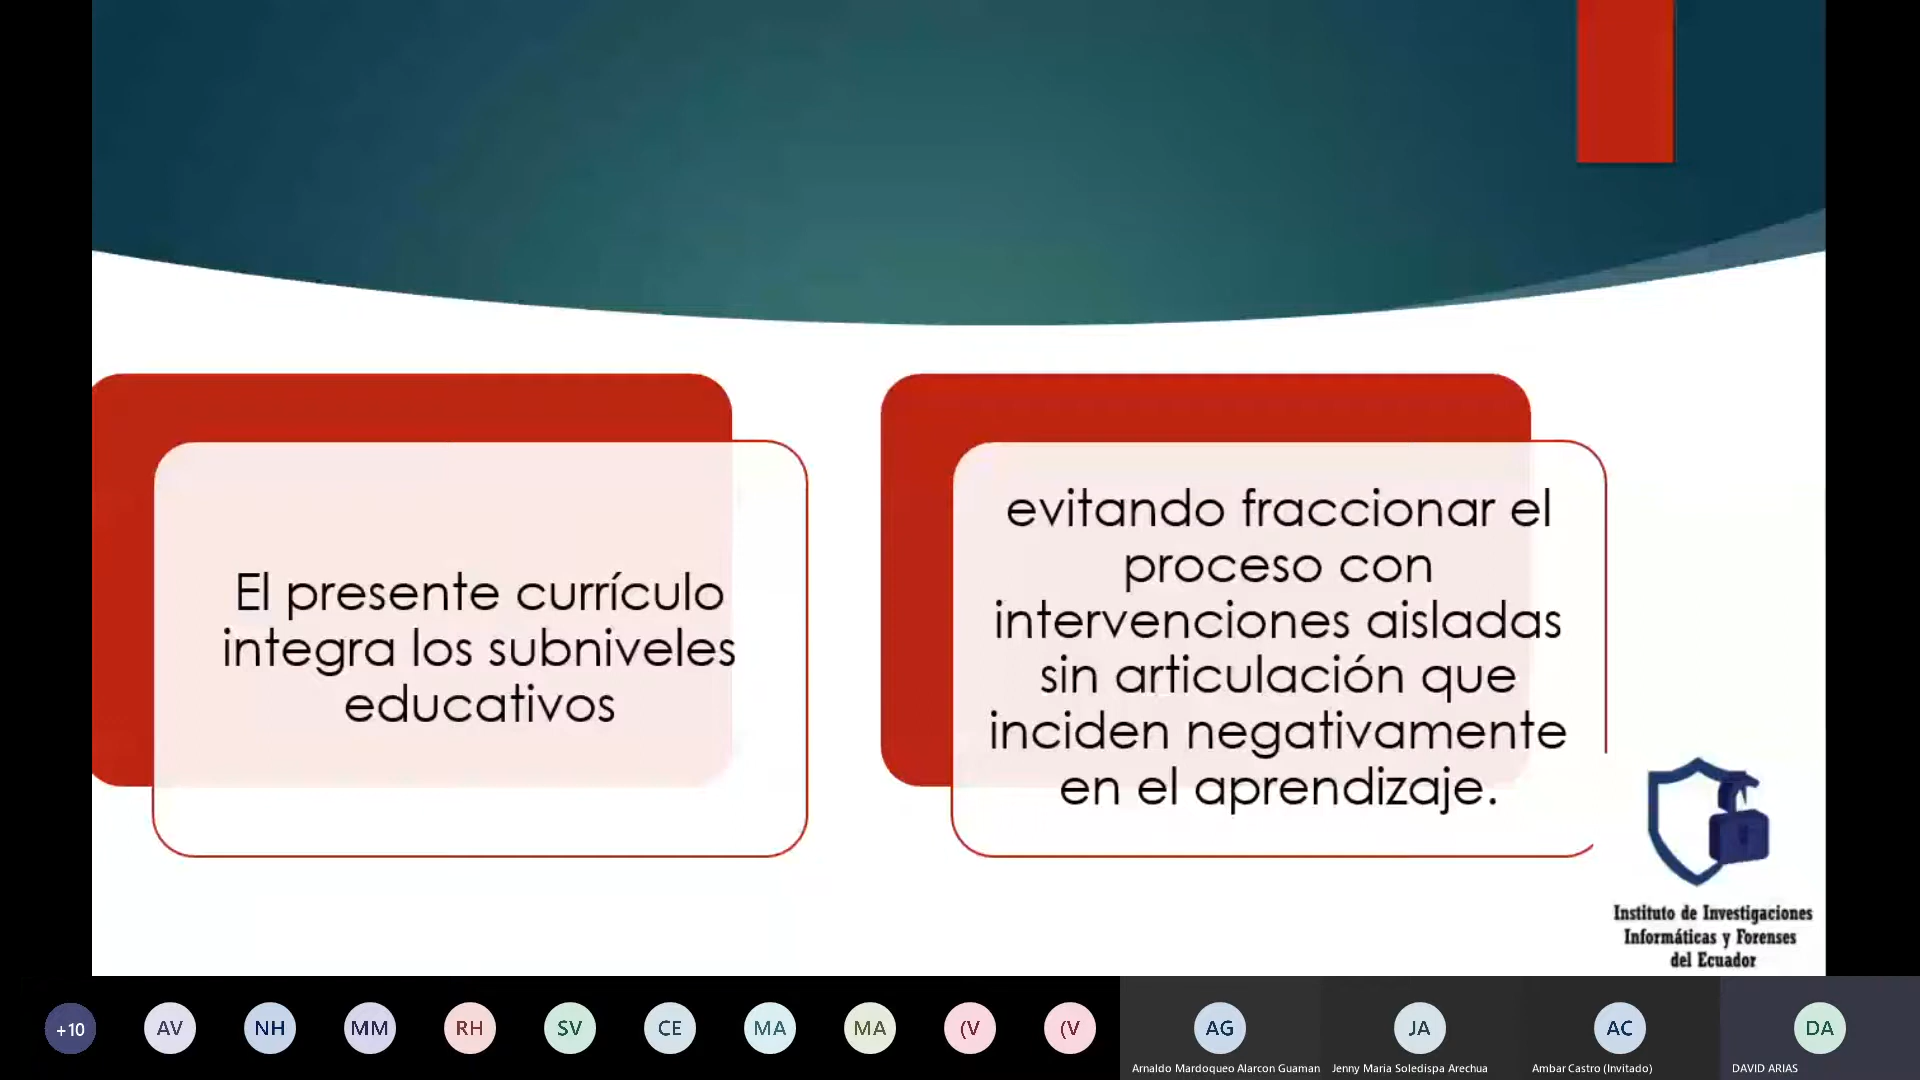 El presente currículo
integra los subniveles
educativos
evitando fraccionar el
proceso con
intervenciones aisladas
sin articulación que
inciden negativamente
en el aprendizaje.
Instituto de Investigaciones
Informáticas y Forenses
del Ecuador
+10
AV
NH
MM
RH
SV
CE
MA
MA
(V
(V
AG
JA
AC
DA
Arnaldo Mardoqueo Alarcon Guaman
Jenny Maria Soledispa Arechua
Ambar Castro (Invitado)
DAVID ARIAS